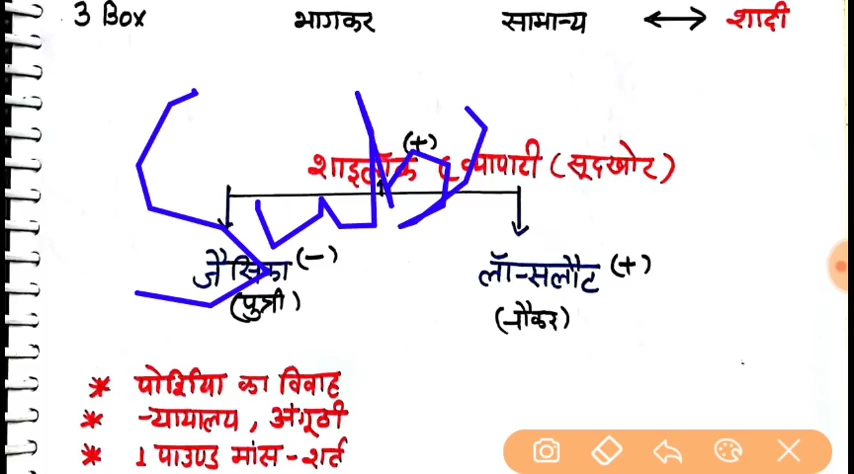 3 Box भागकर सामान्य ↔ शादी
(+)
शाइलॉक व्यापारी (सूदखोर)
जैसिका (-) लॉन्सलौट (+)
(पुत्री) (नौकर)
* पोर्शिया का विवाह
* न्यायालय, अंगूठी
* 1 पाउण्ड मांस-शर्त